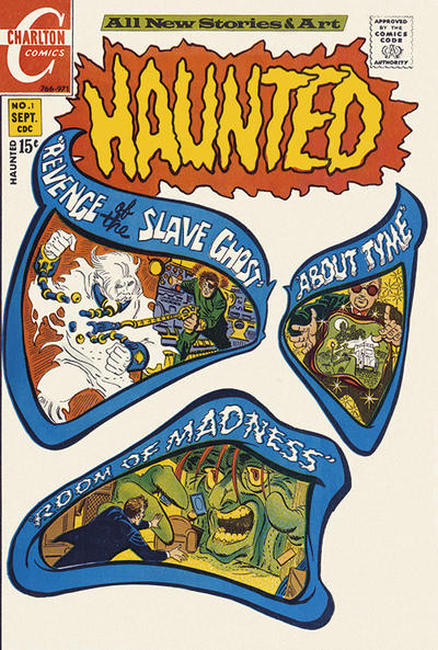 All New Stories & Art
CHARLTON
COMICS
C
766-971
APPROVED
BY THE
COMICS
CODE
AUTHORITY
NO.1
SEPT.
CDC
15¢
HAUNTED
HAUNTED
"REVENGE of the SLAVE GHOST"
"ABOUT TYME"
"ROOM OF MADNESS"